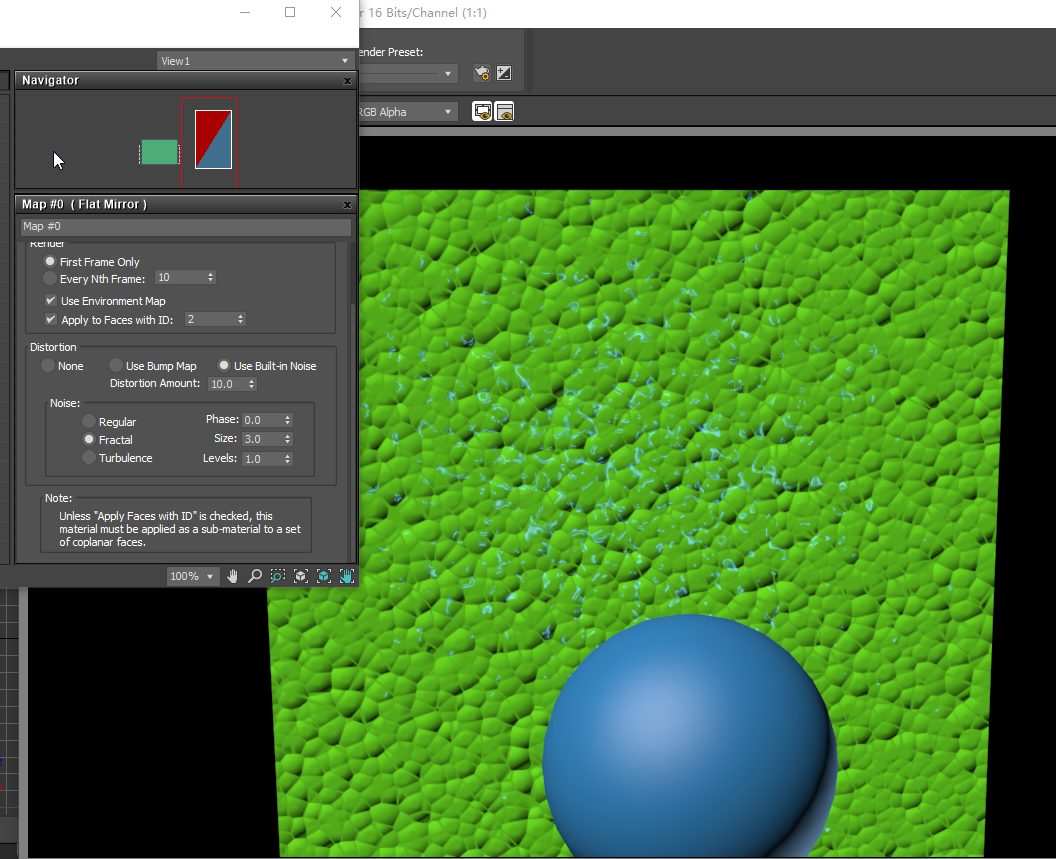 r 16 Bits/Channel (1:1)
ender Preset:
View1
Navigator
RGB Alpha
Map #0 ( Flat Mirror )
Map #0
Render
First Frame Only
Every Nth Frame: 10
Use Environment Map
Apply to Faces with ID: 2
Distortion
None Use Bump Map Use Built-in Noise
Distortion Amount: 10.0
Noise:
Regular Phase: 0.0
Fractal Size: 3.0
Turbulence Levels: 1.0
Note:
Unless "Apply Faces with ID" is checked, this
material must be applied as a sub-material to a set
of coplanar faces.
100%